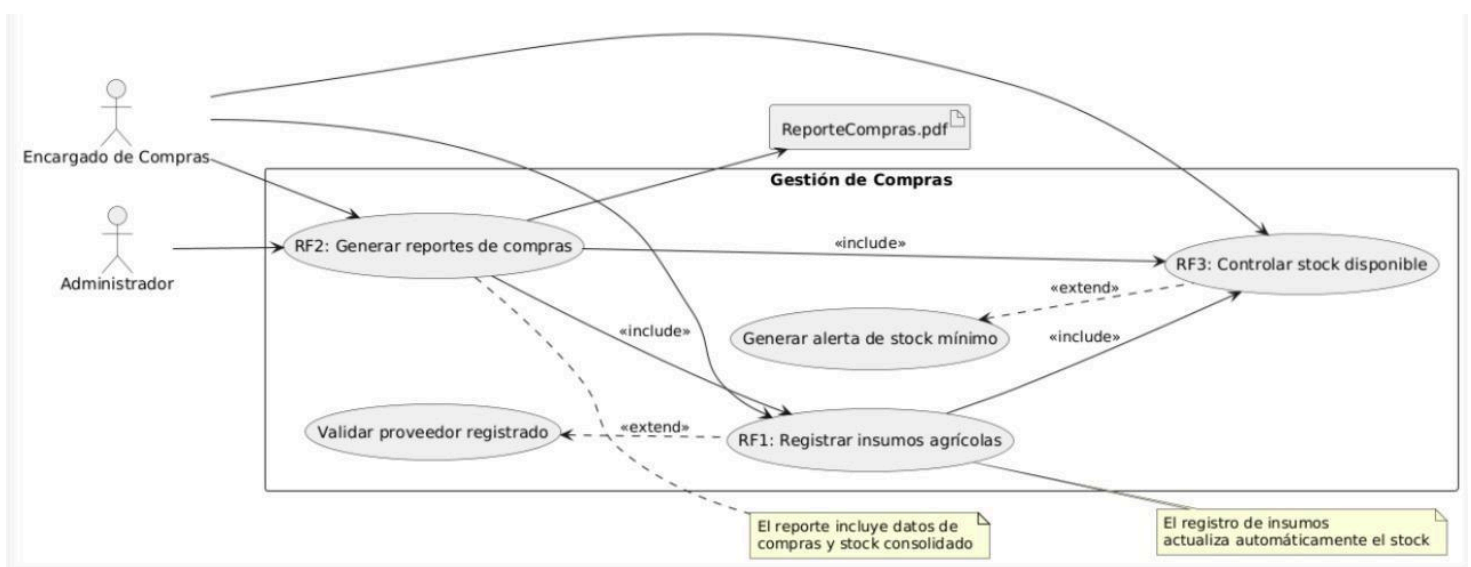 ReporteCompras.pdf
Encargado de Compras
Gestión de Compras
RF2: Generar reportes de compras
«include»
RF3: Controlar stock disponible
Administrador
«extend»
«include»
Generar alerta de stock mínimo
«include»
Validar proveedor registrado
«extend»
RF1: Registrar insumos agrícolas
El reporte incluye datos de
compras y stock consolidado
El registro de insumos
actualiza automáticamente el stock